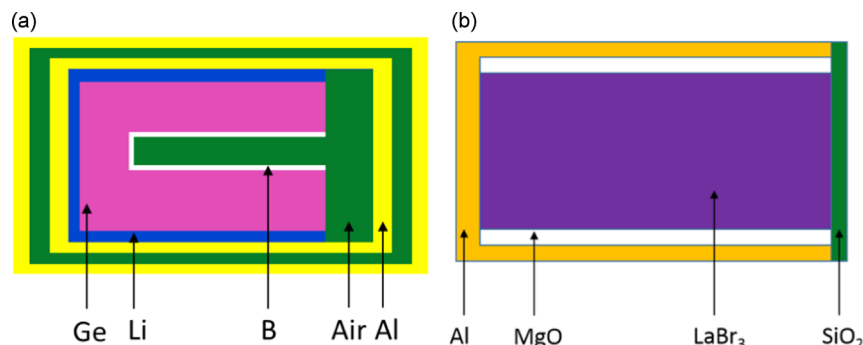 (a)
(b)
Ge Li B Air Al
Al MgO LaBr₃ SiO₂